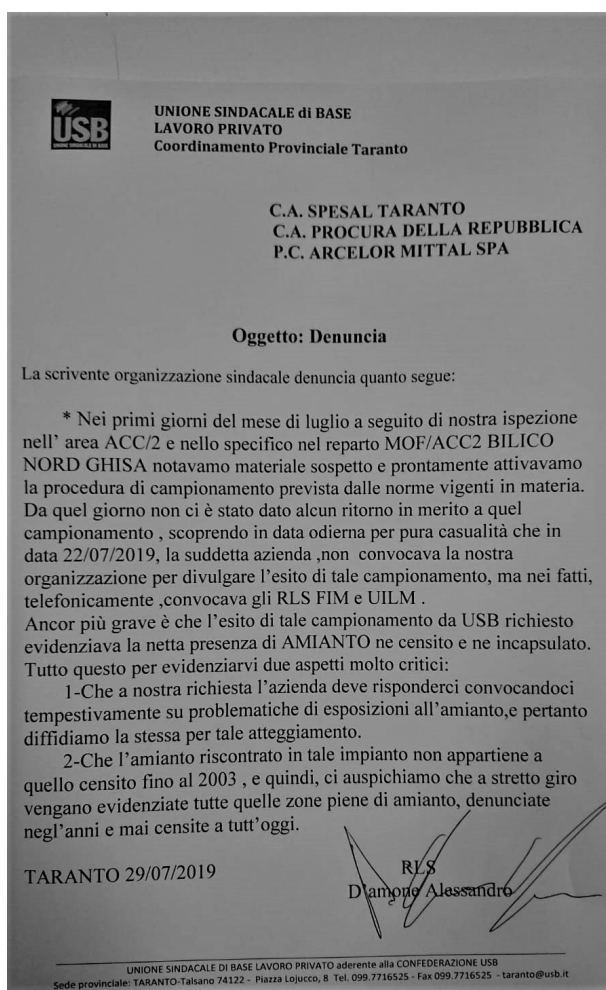 USB
UNIONE SINDACALE DI BASE
UNIONE SINDACALE di BASE
LAVORO PRIVATO
Coordinamento Provinciale Taranto
C.A. SPESAL TARANTO
C.A. PROCURA DELLA REPUBBLICA
P.C. ARCELOR MITTAL SPA
Oggetto: Denuncia
La scrivente organizzazione sindacale denuncia quanto segue:
* Nei primi giorni del mese di luglio a seguito di nostra ispezione
nell' area ACC/2 e nello specifico nel reparto MOF/ACC2 BILICO
NORD GHISA notavamo materiale sospetto e prontamente attivavamo
la procedura di campionamento prevista dalle norme vigenti in materia.
Da quel giorno non ci è stato dato alcun ritorno in merito a quel
campionamento , scoprendo in data odierna per pura casualità che in
data 22/07/2019, la suddetta azienda ,non convocava la nostra
organizzazione per divulgare l'esito di tale campionamento, ma nei fatti,
telefonicamente ,convocava gli RLS FIM e UILM .
Ancor più grave è che l'esito di tale campionamento da USB richiesto
evidenziava la netta presenza di AMIANTO ne censito e ne incapsulato.
Tutto questo per evidenziarvi due aspetti molto critici:
1-Che a nostra richiesta l'azienda deve risponderci convocandoci
tempestivamente su problematiche di esposizioni all'amianto,e pertanto
diffidiamo la stessa per tale atteggiamento.
2-Che l'amianto riscontrato in tale impianto non appartiene a
quello censito fino al 2003 , e quindi, ci auspichiamo che a stretto giro
vengano evidenziate tutte quelle zone piene di amianto, denunciate
negl'anni e mai censite a tutt'oggi.
TARANTO 29/07/2019
RLS
D'amone Alessandro
UNIONE SINDACALE DI BASE LAVORO PRIVATO aderente alla CONFEDERAZIONE USB
Sede provinciale: TARANTO-Talsano 74122 - Piazza Lojucco, 8 Tel. 099.7716525 - Fax 099.7716525 - taranto@usb.it